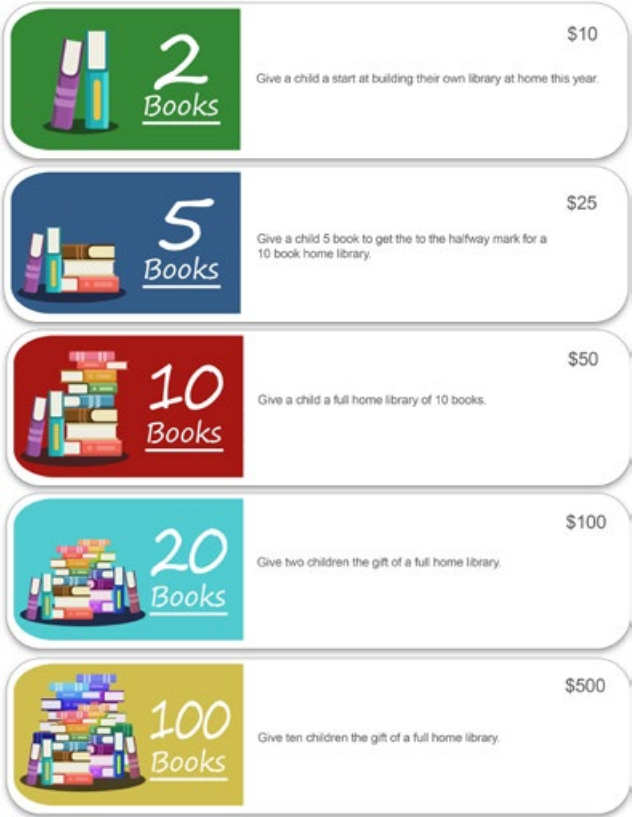 2
Books
$10
Give a child a start at building their own library at home this year.
5
Books
$25
Give a child 5 book to get the to the halfway mark for a
10 book home library.
10
Books
$50
Give a child a full home library of 10 books.
20
Books
$100
Give two children the gift of a full home library.
100
Books
$500
Give ten children the gift of a full home library.